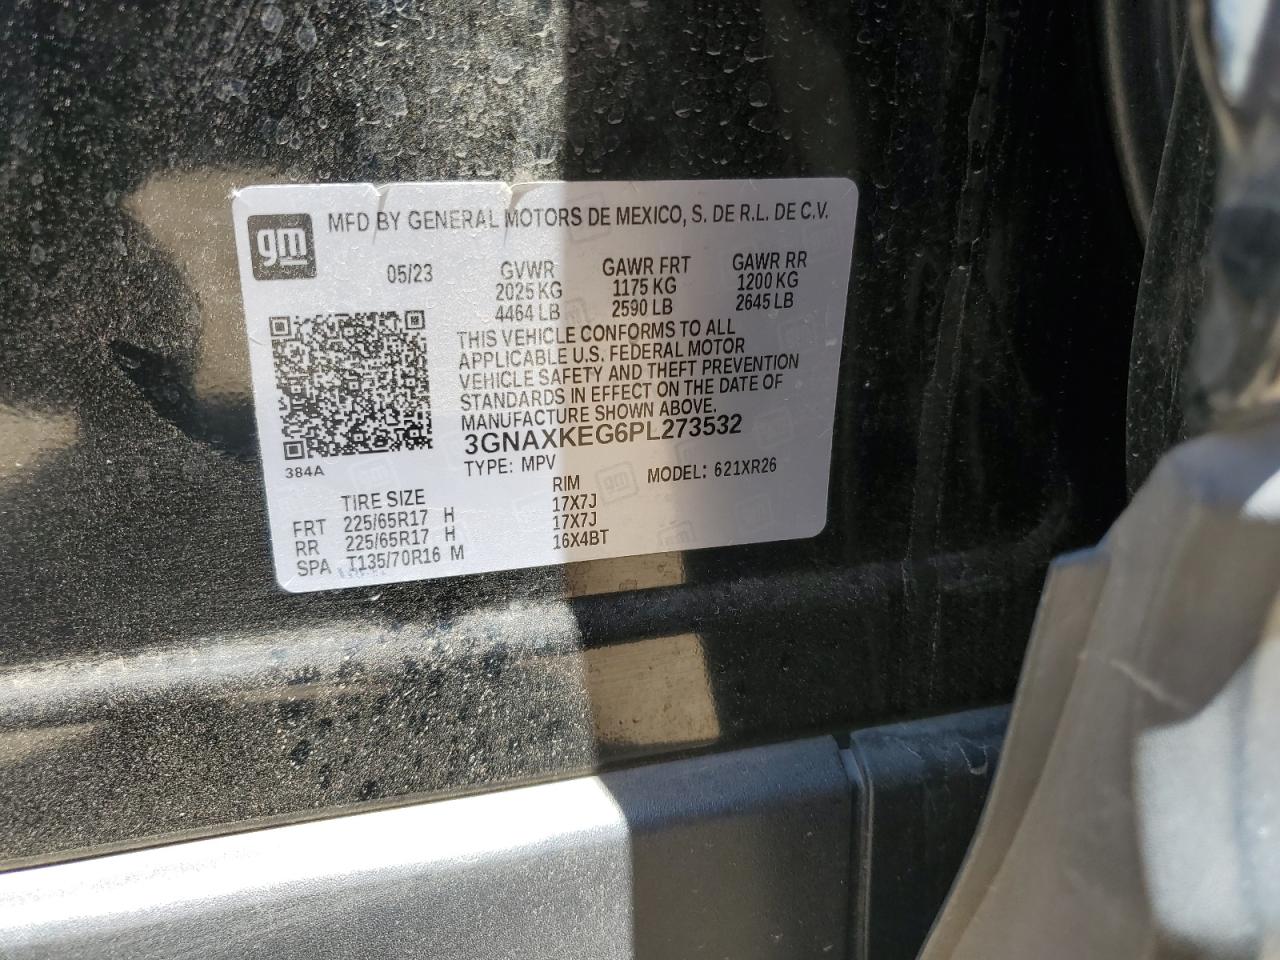 gm
MFD BY GENERAL MOTORS DE MEXICO, S. DE R.L. DE C.V.
05/23 GVWR GAWR FRT GAWR RR
2025 KG 1175 KG 1200 KG
4464 LB 2590 LB 2645 LB
THIS VEHICLE CONFORMS TO ALL
APPLICABLE U.S. FEDERAL MOTOR
VEHICLE SAFETY AND THEFT PREVENTION
STANDARDS IN EFFECT ON THE DATE OF
MANUFACTURE SHOWN ABOVE.
3GNAXKEG6PL273532
384A
TYPE: MPV MODEL: 621XR26
TIRE SIZE RIM
FRT 225/65R17 H 17X7J
RR 225/65R17 H 17X7J
SPA T135/70R16 M 16X4BT